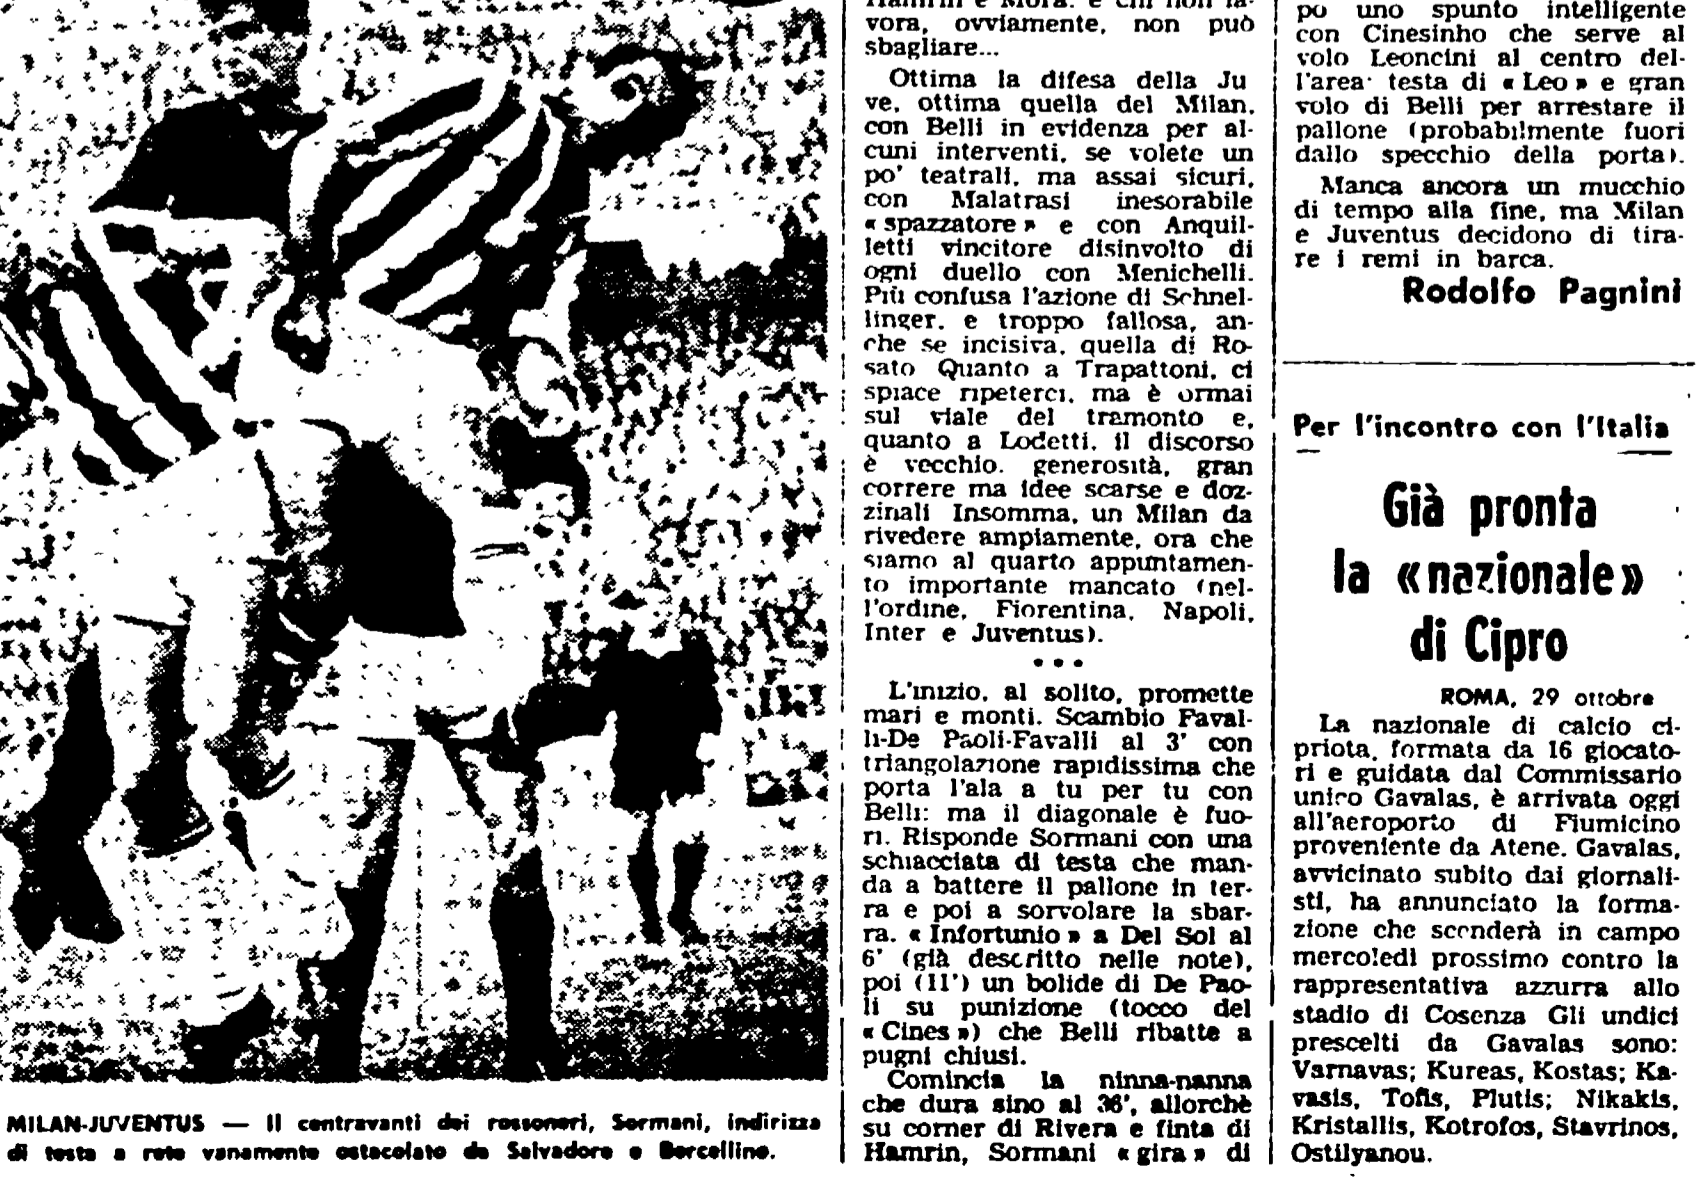 MILAN-JUVENTUS — Il centravanti dei rossoneri, Sormani, indirizza
di testa a rete vanamente ostacolato da Salvadore e Bercellino.
Hamrin e Mora: e chi non la-
vora, ovviamente, non può
sbagliare...
Ottima la difesa della Ju
ve, ottima quella del Milan,
con Belli in evidenza per al-
cuni interventi, se volete un
po' teatrali, ma assai sicuri,
con Malatrasi inesorabile
« spazzatore » e con Anquil-
letti vincitore disinvolto di
ogni duello con Menichelli.
Più confusa l'azione di Schnel-
linger, e troppo fallosa, an-
che se incisiva, quella di Ro-
sato Quanto a Trapattoni, ci
spiace ripeterci, ma è ormai
sul viale del tramonto e,
quanto a Lodetti, il discorso
è vecchio. generosità, gran
correre ma idee scarse e doz-
zinali Insomma, un Milan da
rivedere ampiamente, ora che
siamo al quarto appuntamen-
to importante mancato (nel-
l'ordine, Fiorentina, Napoli,
Inter e Juventus).
• • •
L'inizio, al solito, promette
mari e monti. Scambio Faval-
li-De Paoli-Favalli al 3' con
triangolazione rapidissima che
porta l'ala a tu per tu con
Belli: ma il diagonale è fuo-
ri. Risponde Sormani con una
schiacciata di testa che man-
da a battere il pallone in ter-
ra e poi a sorvolare la sbar-
ra. « Infortunio » a Del Sol al
6' (già descritto nelle note),
poi (11') un bolide di De Pao-
li su punizione (tocco del
« Cines ») che Belli ribatte a
pugni chiusi.
Comincia la ninna-nanna
che dura sino al 36', allorchè
su corner di Rivera e finta di
Hamrin, Sormani « gira » di
po uno spunto intelligente
con Cinesinho che serve al
volo Leoncini al centro del-
l'area· testa di « Leo » e gran
volo di Belli per arrestare il
pallone (probabilmente fuori
dallo specchio della porta).
Manca ancora un mucchio
di tempo alla fine, ma Milan
e Juventus decidono di tira-
re i remi in barca.
Rodolfo Pagnini
Per l'incontro con l'Italia
Già pronta
la «nazionale»
di Cipro
ROMA, 29 ottobre
La nazionale di calcio ci-
priota, formata da 16 giocato-
ri e guidata dal Commissario
unico Gavalas, è arrivata oggi
all'aeroporto di Fiumicino
proveniente da Atene. Gavalas,
avvicinato subito dai giornali-
sti, ha annunciato la forma-
zione che scenderà in campo
mercoledì prossimo contro la
rappresentativa azzurra allo
stadio di Cosenza Gli undici
prescelti da Gavalas sono:
Varnavas; Kureas, Kostas; Ka-
vasis, Tofis, Plutis; Nikakis,
Kristallis, Kotrofos, Stavrinos,
Ostilyanou.